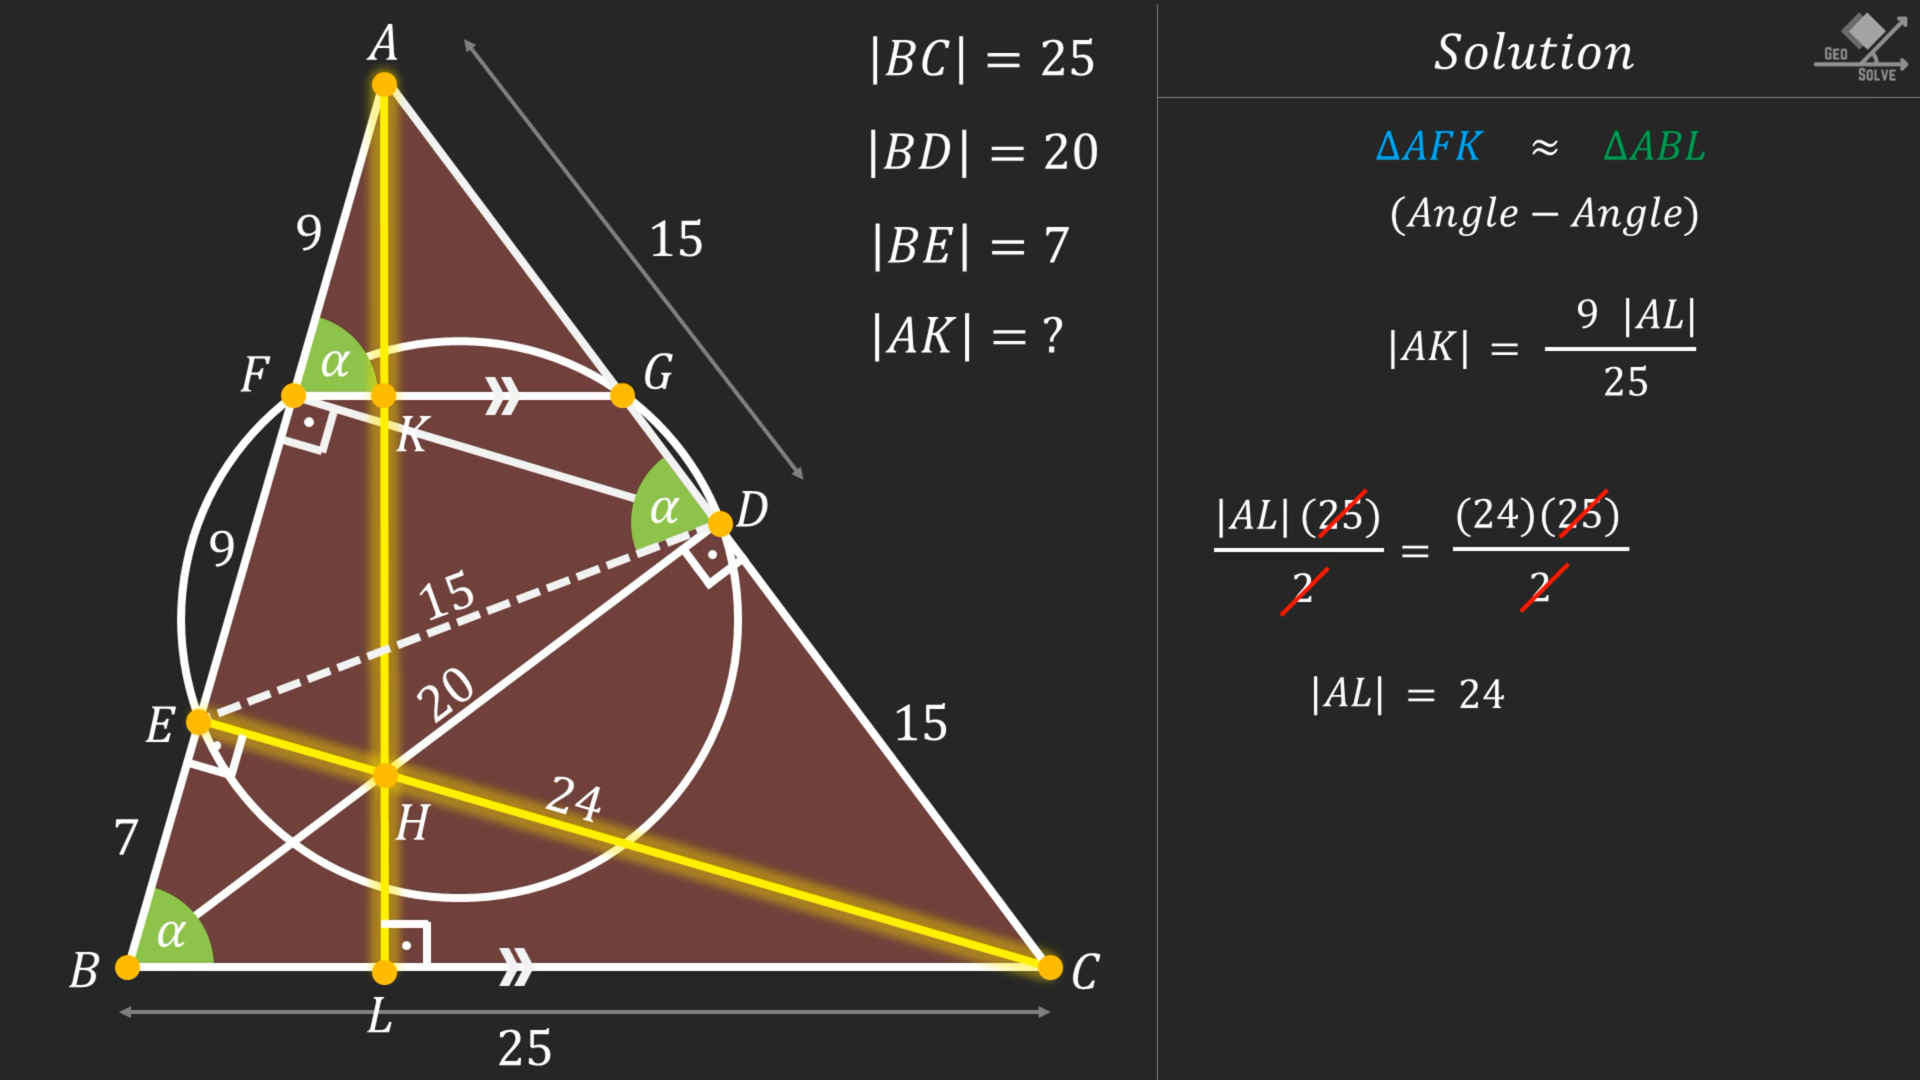 A
9
15
F
α
G
K
9
α
D
15
E
20
15
7
H
24
α
B
L
C
25
|BC| = 25
|BD| = 20
|BE| = 7
|AK| = ?
Solution
GEO
SOLVE
ΔAFK ≈ ΔABL
(Angle − Angle)
|AK| = 9 |AL| / 25
|AL| (25) / 2 = (24)(25) / 2
|AL| = 24